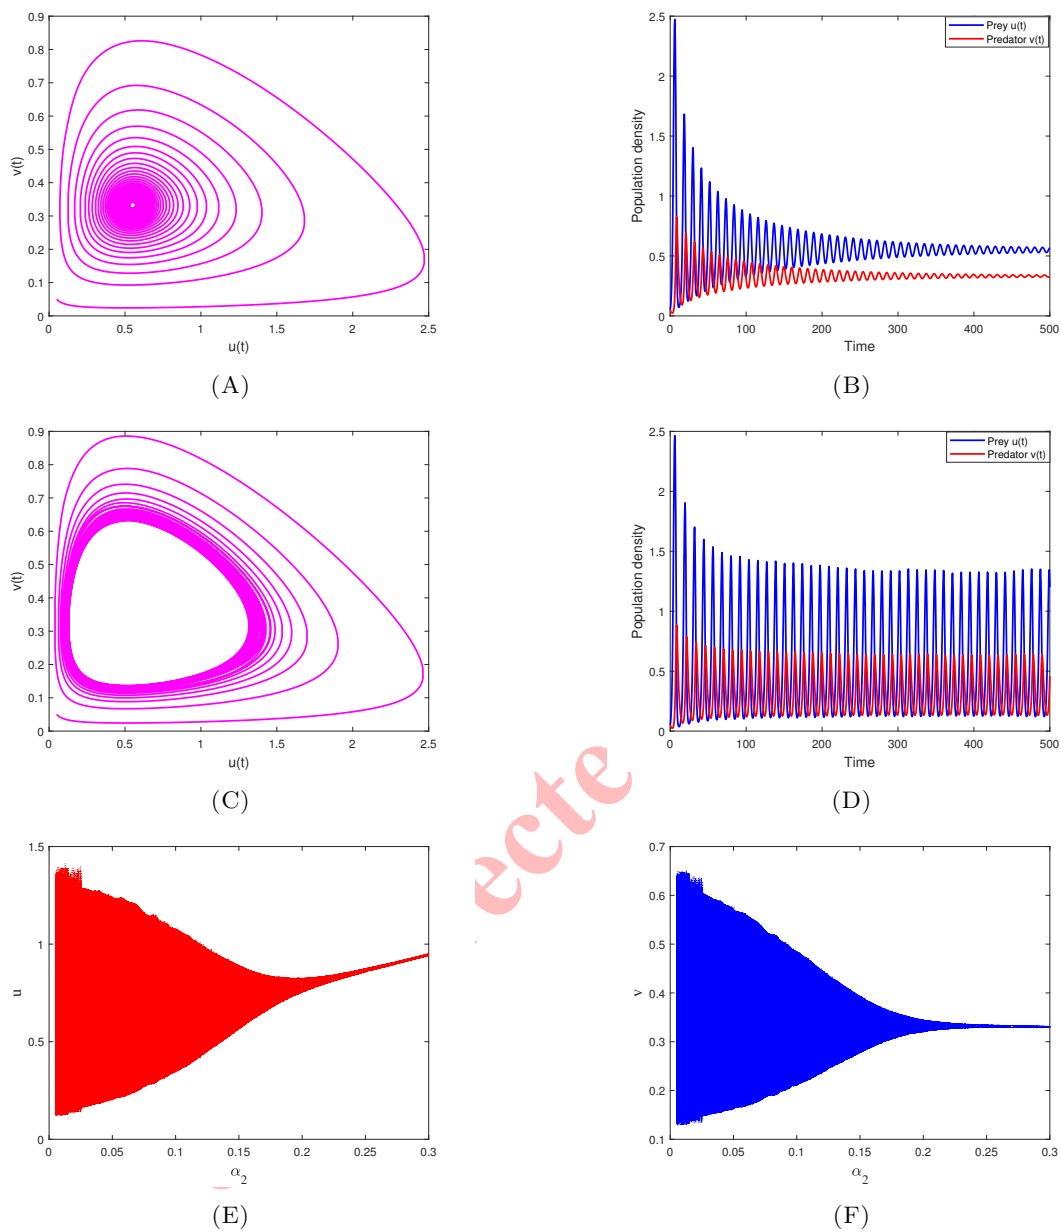 0.9
0.8
0.7
0.6
0.5
0.4
0.3
0.2
0.1
0
v(t)
0 0.5 1 1.5 2 2.5
u(t)
(A)
2.5
2
1.5
1
0.5
0
Population density
Prey u(t)
Predator v(t)
0 100 200 300 400 500
Time
(B)
0.9
0.8
0.7
0.6
0.5
0.4
0.3
0.2
0.1
0
v(t)
0 0.5 1 1.5 2 2.5
u(t)
(C)
2.5
2
1.5
1
0.5
0
Population density
Prey u(t)
Predator v(t)
0 100 200 300 400 500
Time
(D)
1.5
1
0.5
0
u
0 0.05 0.1 0.15 0.2 0.25 0.3
α2
(E)
0.7
0.6
0.5
0.4
0.3
0.2
0.1
v
0 0.05 0.1 0.15 0.2 0.25 0.3
α2
(F)
ecte